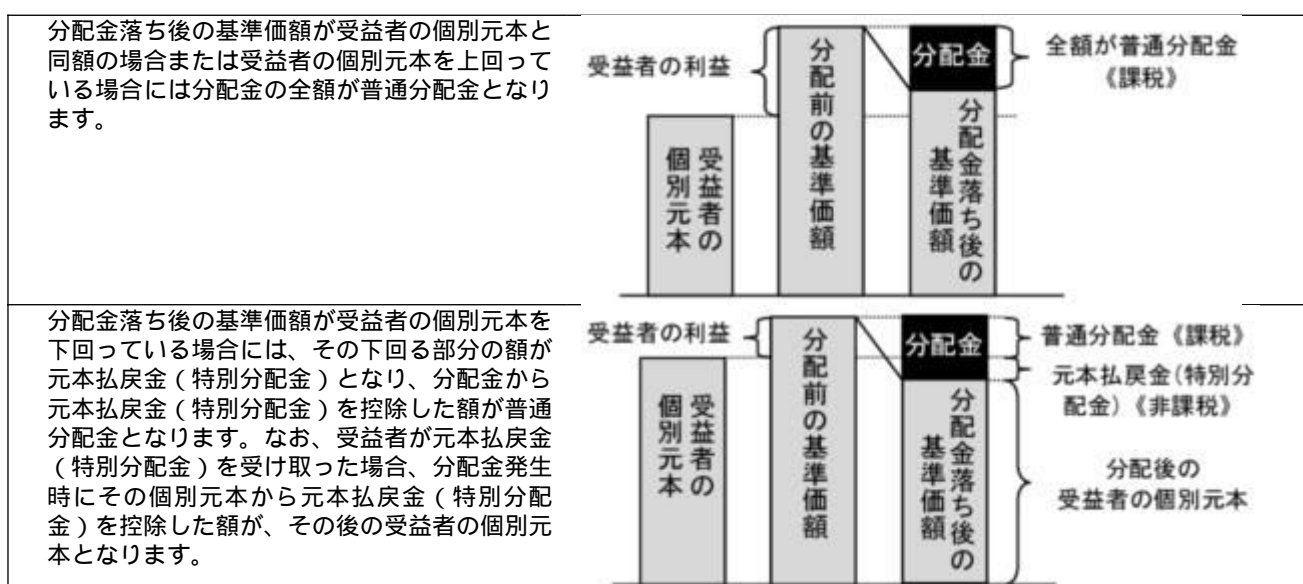 分配金落ち後の基準価額が受益者の個別元本と
同額の場合または受益者の個別元本を上回って
いる場合には分配金の全額が普通分配金となり
ます。
受益者の利益
受益者の
個別元本
分配前の基準価額
分配金
分配金落ち後の
基準価額
全額が普通分配金
《課税》
分配金落ち後の基準価額が受益者の個別元本を
下回っている場合には、その下回る部分の額が
元本払戻金(特別分配金)となり、分配金から
元本払戻金(特別分配金)を控除した額が普通
分配金となります。なお、受益者が元本払戻金
(特別分配金)を受け取った場合、分配金発生
時にその個別元本から元本払戻金(特別分配
金)を控除した額が、その後の受益者の個別元
本となります。
受益者の利益
受益者の
個別元本
分配前の基準価額
分配金
分配金落ち後の
基準価額
普通分配金《課税》
元本払戻金(特別分
配金)《非課税》
分配後の
受益者の個別元本